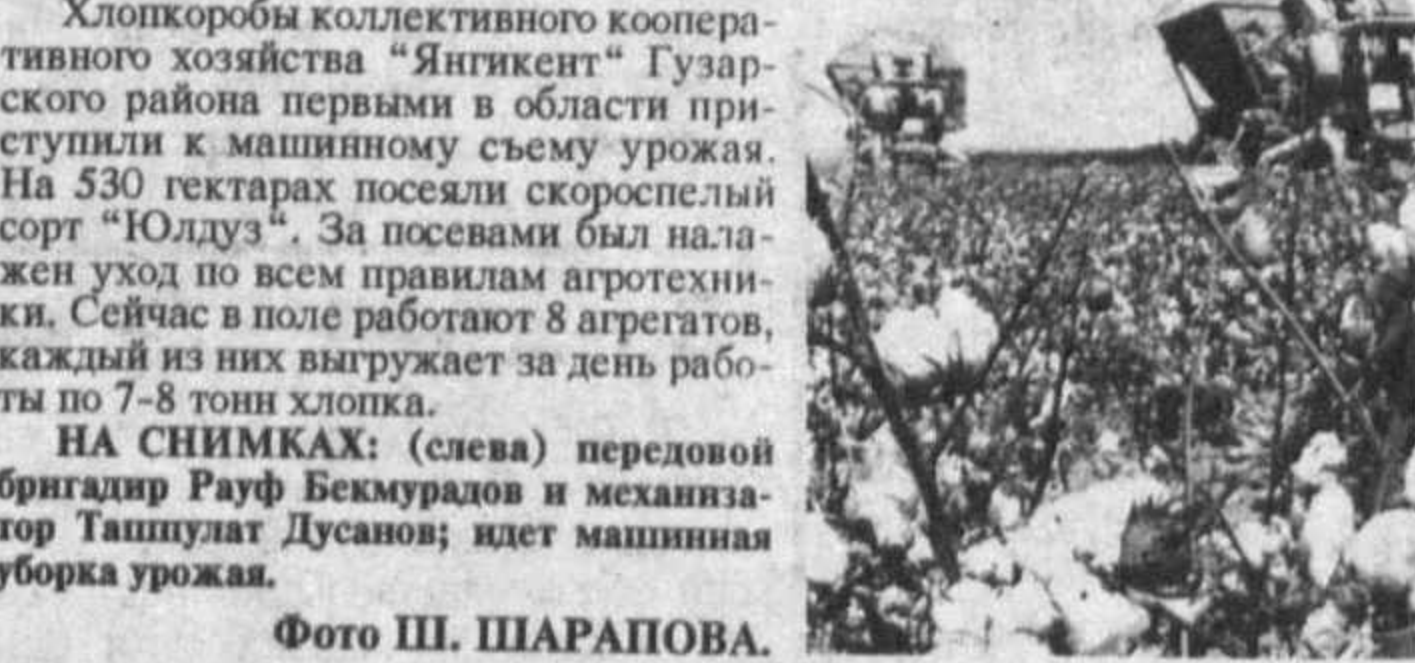 Хлопкоробы коллективного коопера-
тивного хозяйства “Янгикент“ Гузар-
ского района первыми в области при-
ступили к машинному съему урожая.
На 530 гектарах посеяли скороспелый
сорт “Юлдуз“. За посевами был нала-
жен уход по всем правилам агротехни-
ки. Сейчас в поле работают 8 агрегатов,
каждый из них выгружает за день рабо-
ты по 7-8 тонн хлопка.
НА СНИМКАХ: (слева) передовой
бригадир Рауф Бекмурадов и механиза-
тор Ташпулат Дусанов; идет машинная
уборка урожая.
Фото Ш. ШАРАПОВА.